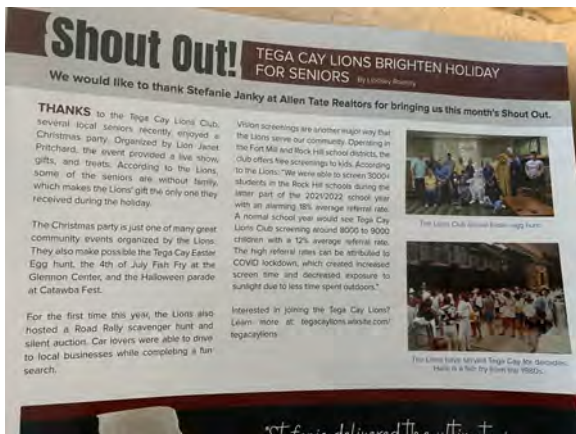 Shout Out!
TEGA CAY LIONS BRIGHTEN HOLIDAY
FOR SENIORS
We would like to thank Stefanie Janky at Allen Tate Realtors for bringing us this month's Shout Out.
THANKS to the Tega Cay Lions Club,
several local seniors recently enjoyed a
Christmas party. Organized by Lion Janet
Pritchard, the event provided a live show,
gifts, and treats. According to the Lions,
some of the seniors are without family,
which makes the Lions' gift the only one they
received during the holiday.
The Christmas party is just one of many great
community events organized by the Lions.
They also make possible the Tega Cay Easter
Egg hunt, the 4th of July Fish Fry at the
Glennon Center, and the Halloween parade
at Catawba Fest.
For the first time this year, the Lions also
hosted a Road Rally scavenger hunt and
silent auction. Car lovers were able to drive
to local businesses while completing a fun
search.
Vision screenings are another major way that
the Lions serve our community. Operating in
the Fort Mill and Rock Hill school districts, the
club offers free screenings to kids. According
to the Lions: "We were able to screen 3000+
students in the Rock Hill schools during the
latter part of the 2021/2022 school year
with an alarming 18% average referral rate.
A normal school year would see Tega Cay
Lions Club screening around 8000 to 9000
children with a 12% average referral rate.
The high referral rates can be attributed to
COVID lockdown, which created increased
screen time and decreased exposure to
sunlight due to less time spent outdoors."
Interested in joining the Tega Cay Lions?
Learn more at: tegacaylions.wixsite.com/
tegacaylions
The Lions Club annual Easter egg hunt.
The Lions have served Tega Cay for decades.
Here is a fish fry from the 1980s.
"Stefanie delivered the